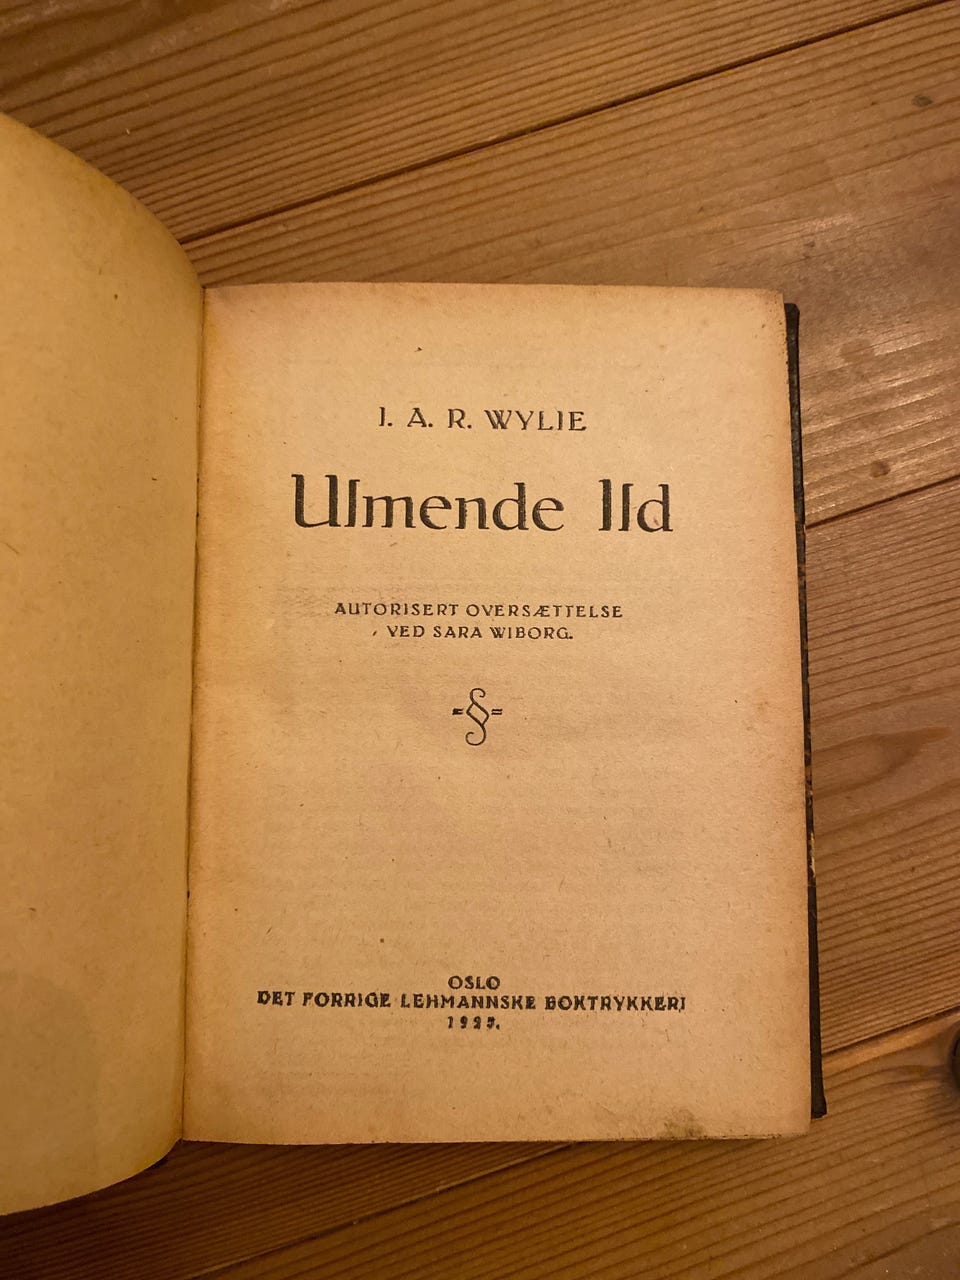 I. A. R. WYLIE
Ulmende Ild
AUTORISERT OVERSÆTTELSE
VED SARA WIBORG.
-§-
OSLO
DET FORRIGE LEHMANNSKE BOKTRYKKERI